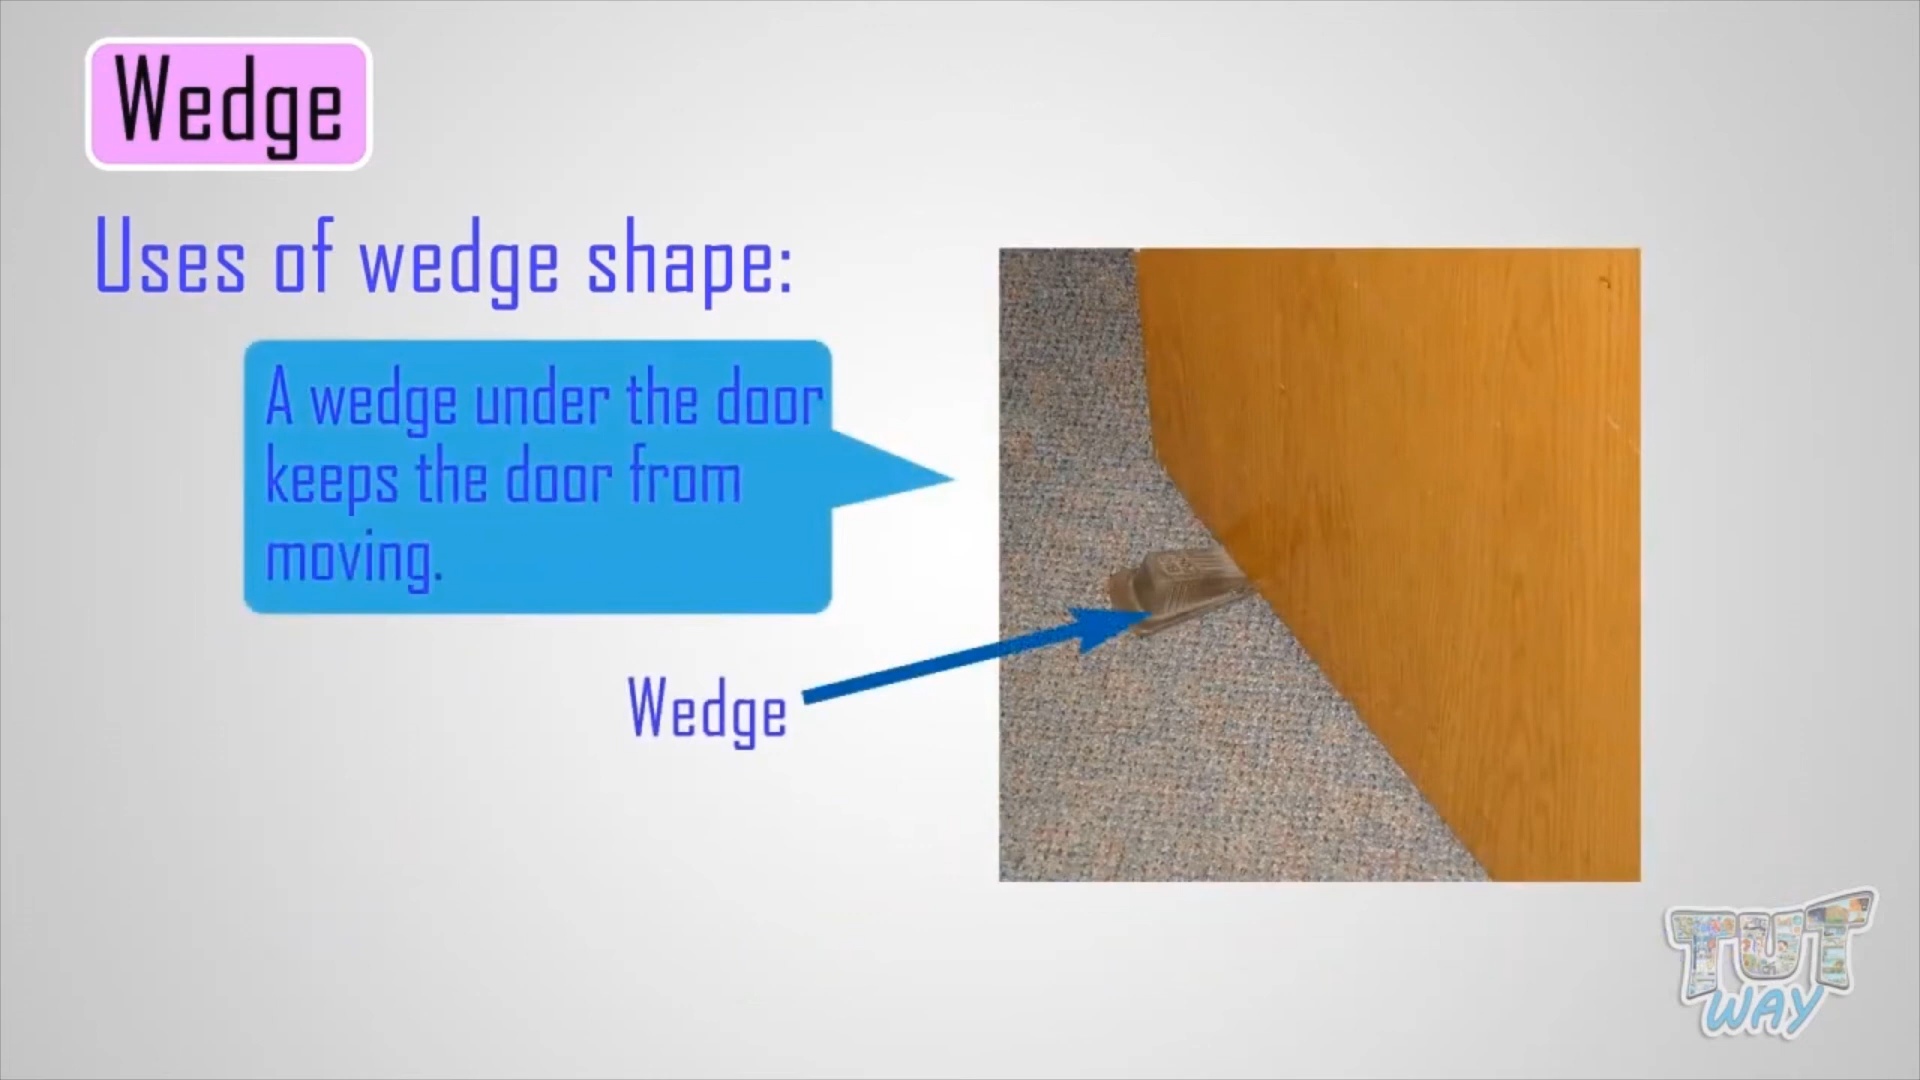 Wedge
Uses of wedge shape:
A wedge under the door
keeps the door from
moving.
Wedge
TUT
WAY